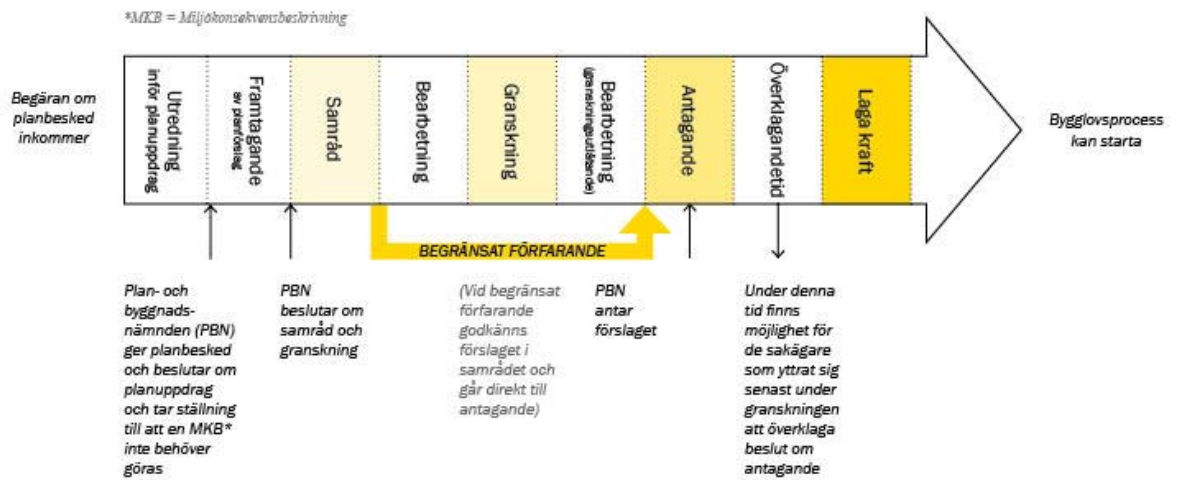 *MKB = Miljökonsekvensbeskrivning
Begäran om
planbesked
inkommer
Utredning
inför planuppdrag
Framtagande
av planförslag
Samråd
Bearbetning
Granskning
Bearbetning
(granskningsutlåtande)
Antagande
Överklagandetid
Laga kraft
Bygglovsprocess
kan starta
BEGRÄNSAT FÖRFARANDE
Plan- och
byggnads-
nämnden (PBN)
ger planbesked
och beslutar om
planuppdrag
och tar ställning
till att en MKB*
inte behöver
göras
PBN
beslutar om
samråd och
granskning
(Vid begränsat
förfarande
godkänns
förslaget i
samrådet och
går direkt till
antagande)
PBN
antar
förslaget
Under denna
tid finns
möjlighet för
de sakägare
som yttrat sig
senast under
granskningen
att överklaga
beslut om
antagande